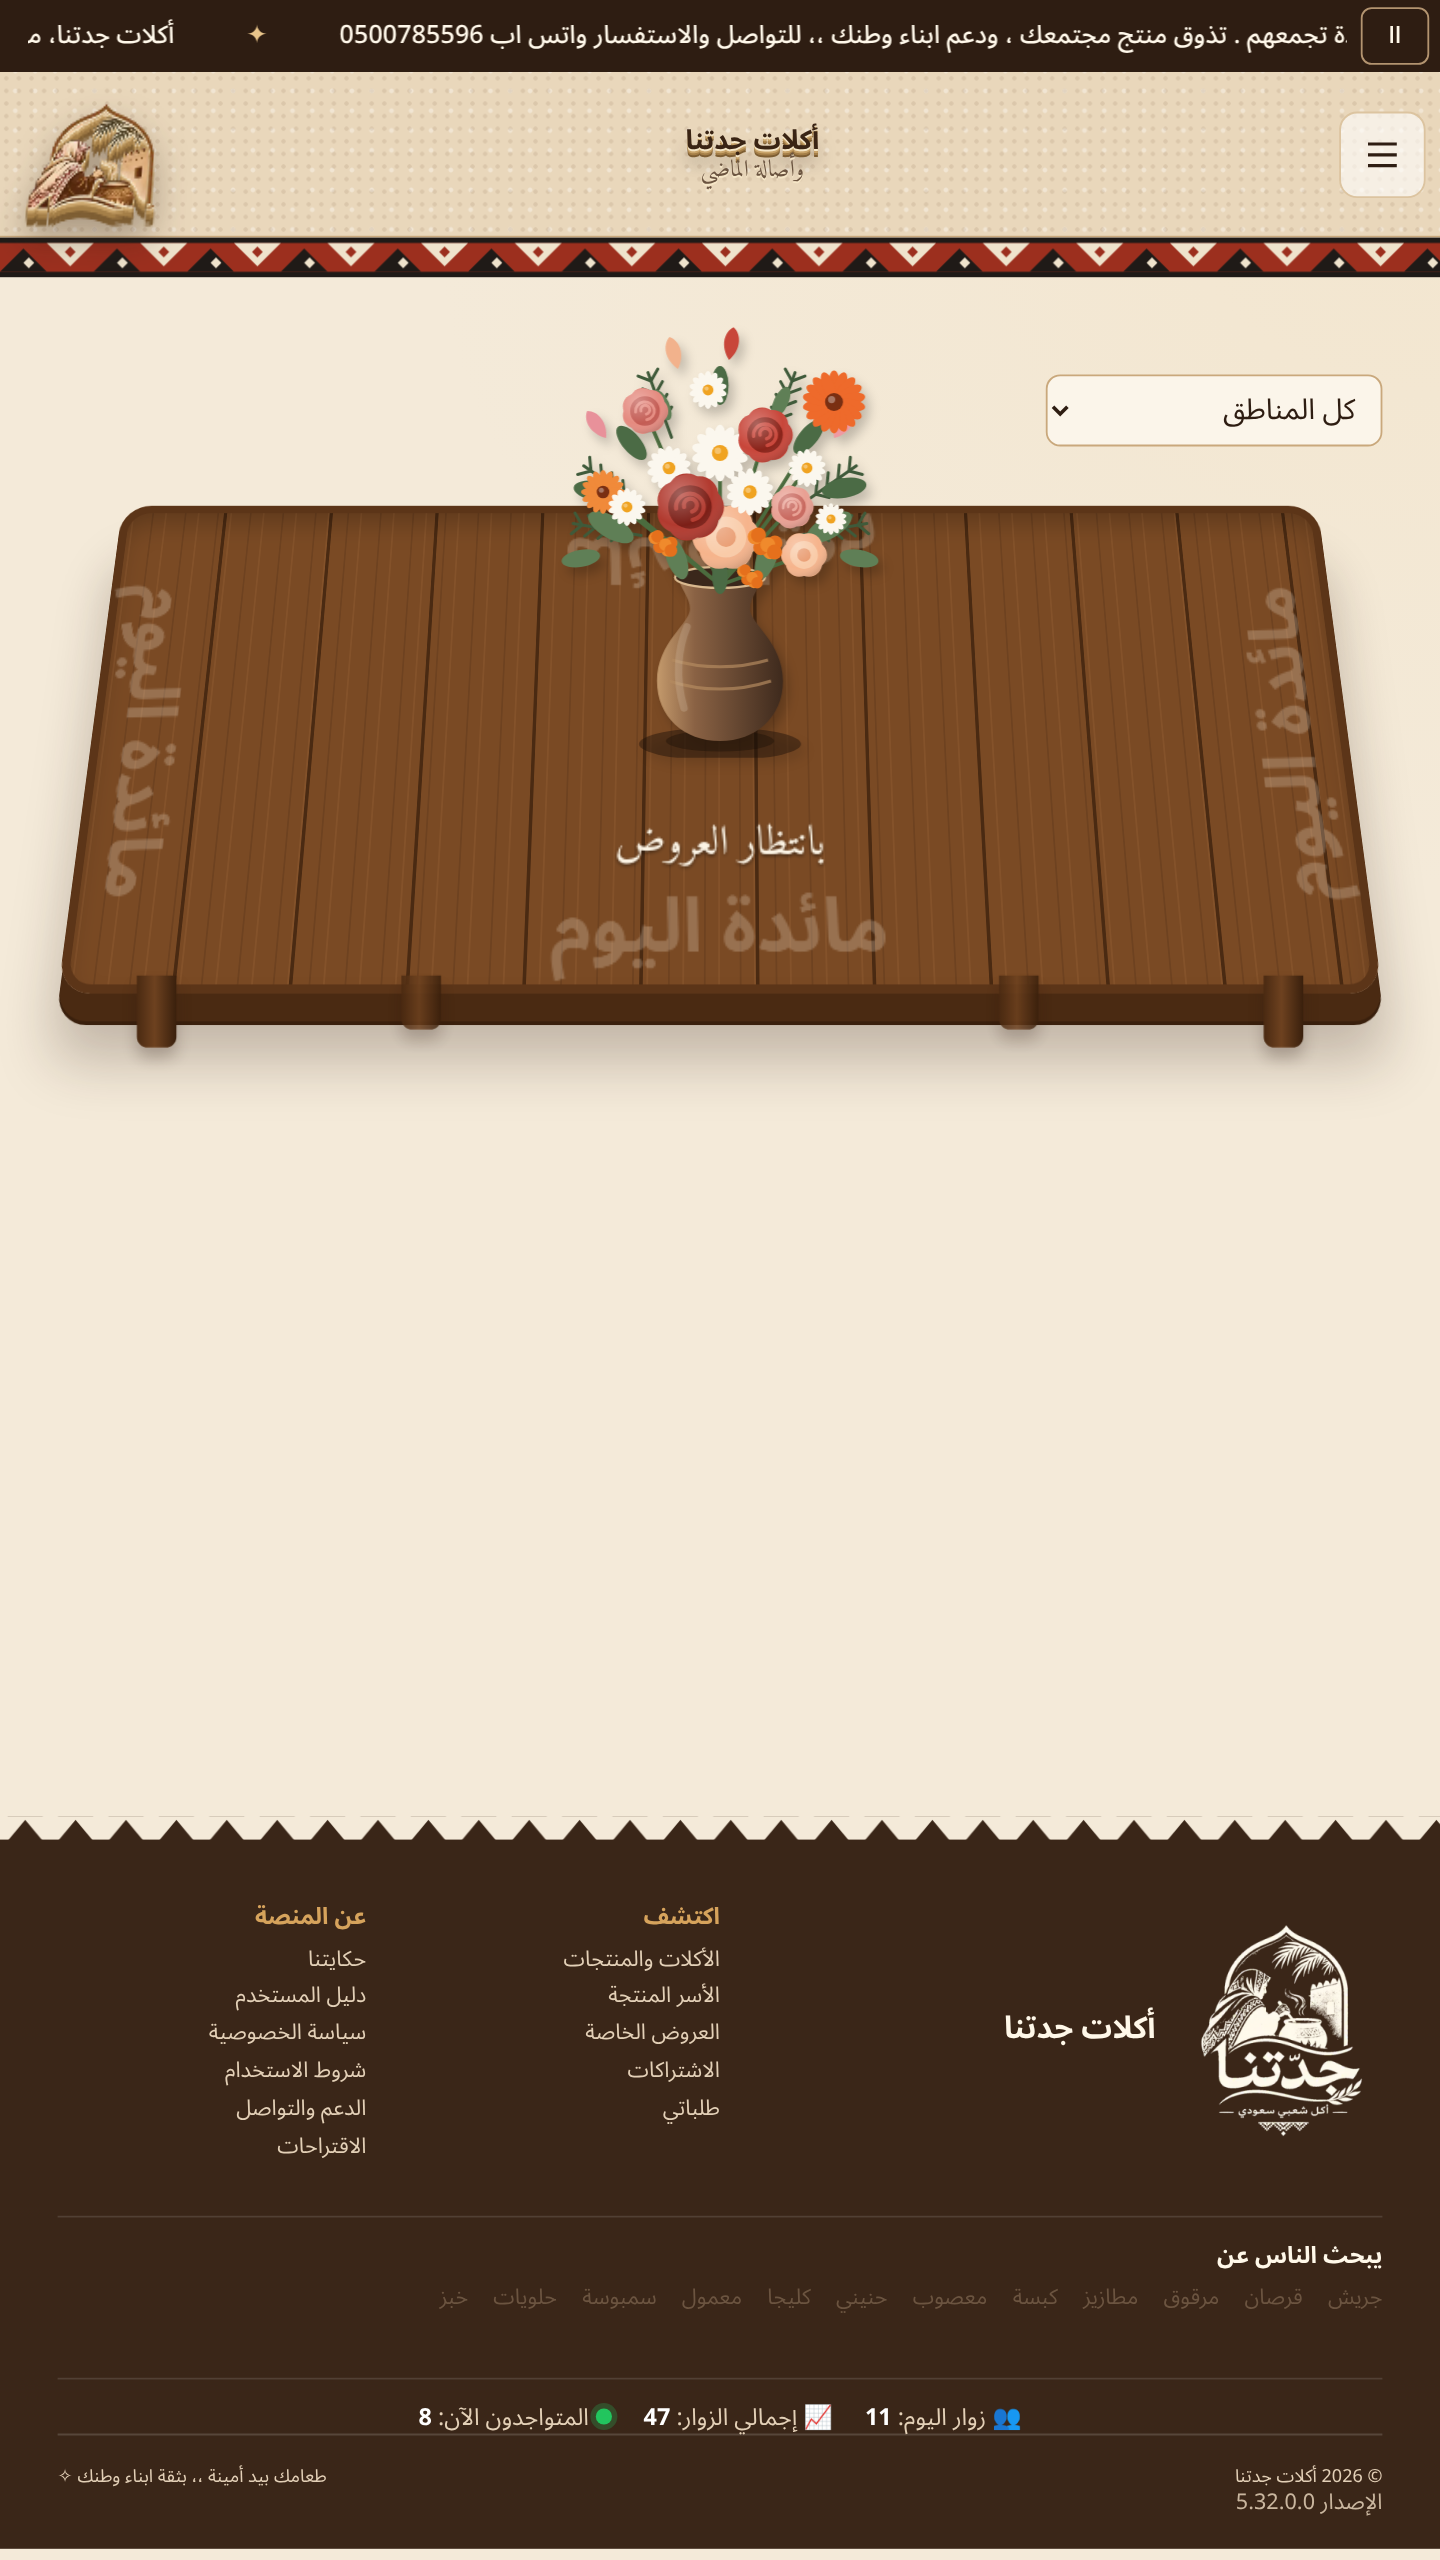 تجمعهم . تذوق منتج مجتمعك ، ودعم ابناء وطنك ،، للتواصل والاستفسار واتس اب 0500785596 ✦ أكلات جدتنا،
أكلات جدتنا
وأصالة الماضي
كل المناطق
مائدة اليوم
مائدة اليوم
بانتظار العروض
مائدة اليوم
جدّتنا
أكل شعبي سعودي
أكلات جدتنا
اكتشف
الأكلات والمنتجات
الأسر المنتجة
العروض الخاصة
الاشتراكات
طلباتي
عن المنصة
حكايتنا
دليل المستخدم
سياسة الخصوصية
شروط الاستخدام
الدعم والتواصل
الاقتراحات
يبحث الناس عن
جريش قرصان مرقوق مطازيز كبسة معصوب حنيني كليجا معمول سمبوسة حلويات خبز
👥 زوار اليوم: 11 📈 إجمالي الزوار: 47 المتواجدون الآن: 8
© 2026 أكلات جدتنا
الإصدار 5.32.0.0
طعامك بيد أمينة ،، بثقة ابناء وطنك ✧